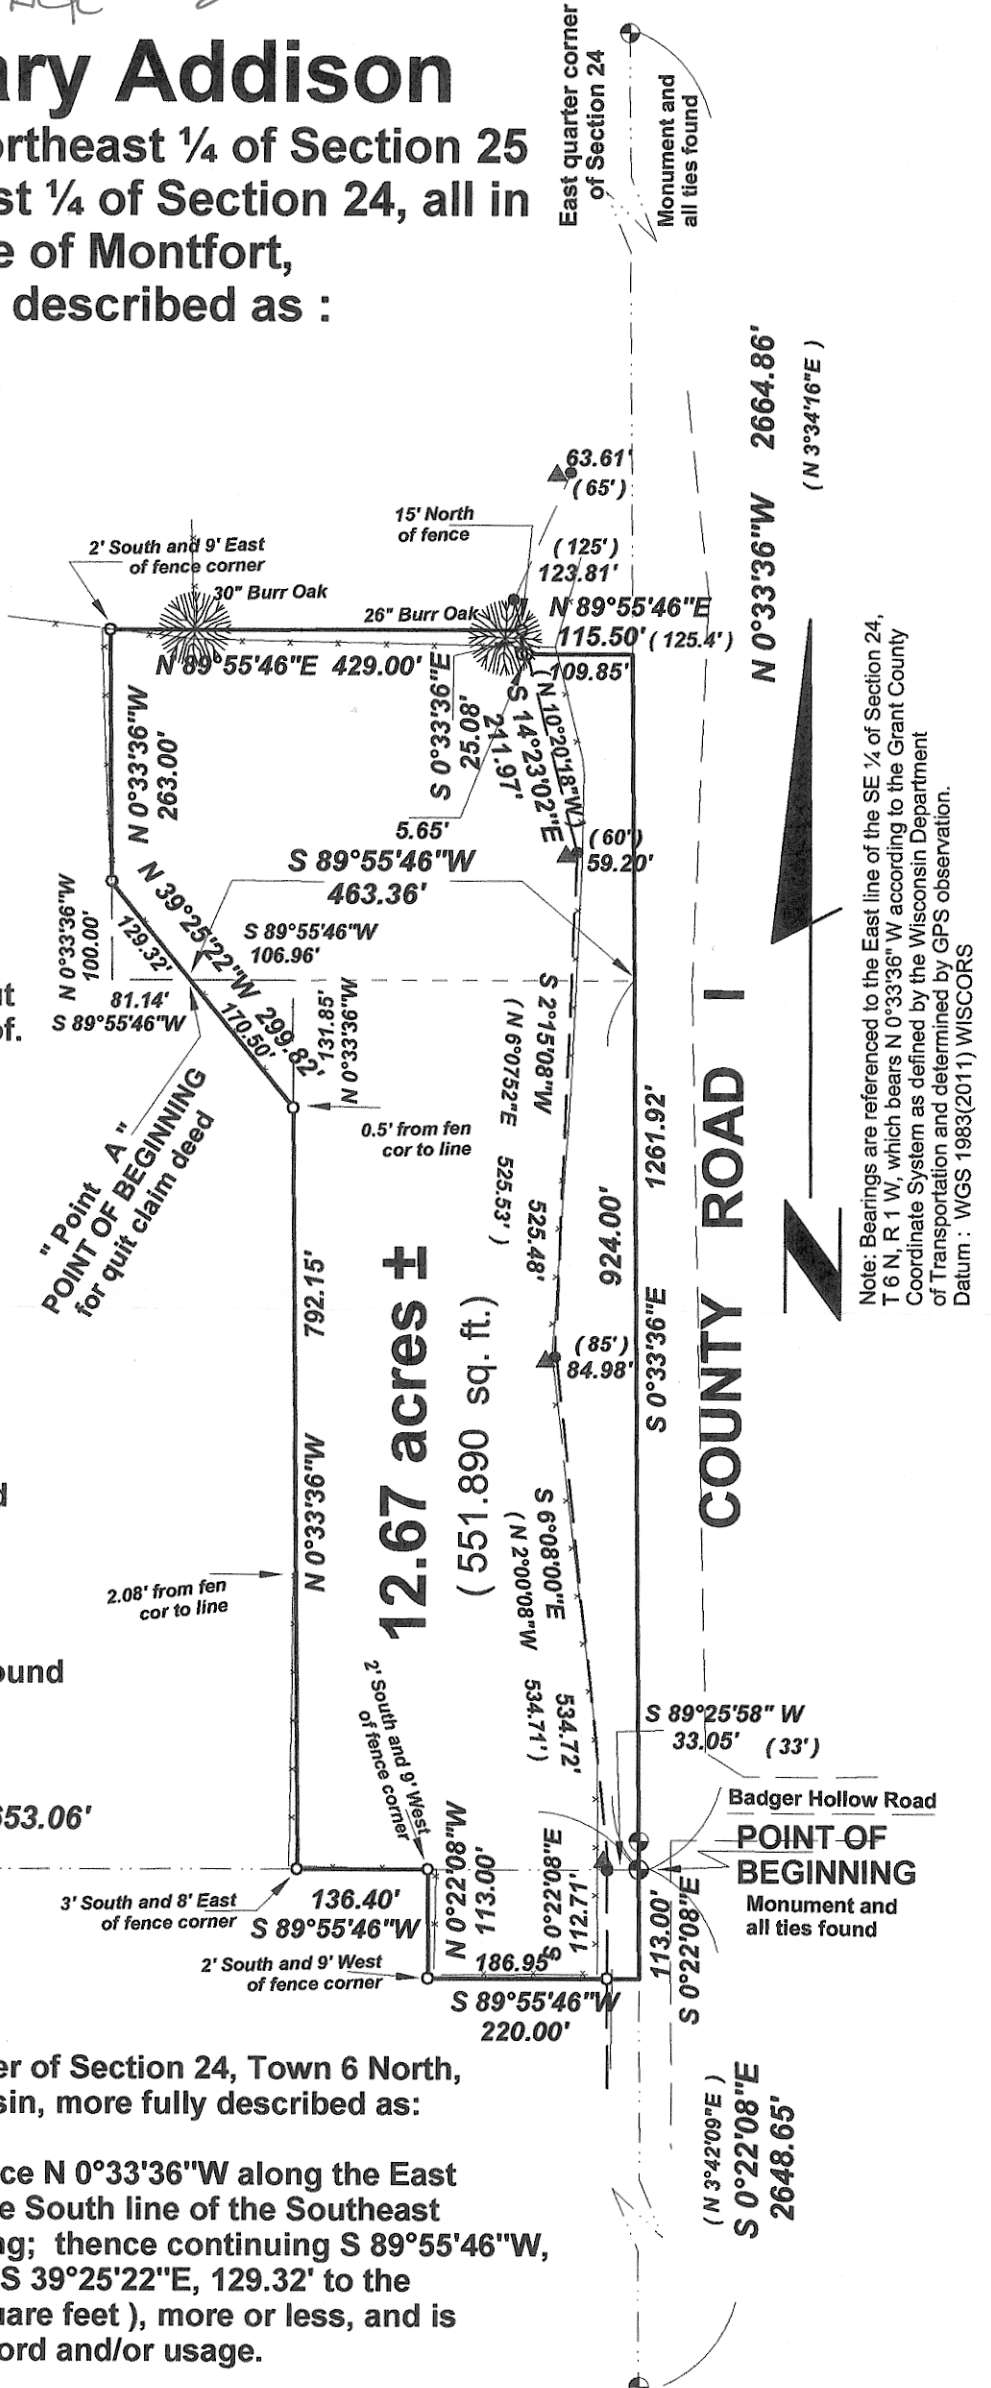 ary Addison
ortheast ¼ of Section 25
st ¼ of Section 24, all in
e of Montfort,
described as :
East quarter corner
of Section 24
Monument and
all ties found
N 0°33'36"W 2664.86'
( N 3°34'16"E )
63.61'
( 65')
15' North
of fence
( 125')
123.81'
2' South and 9' East
of fence corner
30" Burr Oak
26" Burr Oak
N 89°55'46"E
115.50' ( 125.4')
109.85'
N 89°55'46"E 429.00'
S 0°33'36"E
25.08'
( N 10°20'18"W )
S 14°23'02"E
211.97'
5.65'
( 60')
59.20'
N 0°33'36"W
263.00'
S 89°55'46"W
463.36'
N 39°25'22"W 299.82'
129.32'
170.50'
N 0°33'36"W
100.00'
S 89°55'46"W
106.96'
81.14'
S 89°55'46"W
131.85'
N 0°33'36"W
of.
" Point A "
POINT OF BEGINNING
for quit claim deed
0.5' from fen
cor to line
S 2°15'08"W 525.48'
( N 6°0752"E 525.53' )
1261.92'
924.00'
S 0°33'36"E
COUNTY ROAD I
N
Note: Bearings are referenced to the East line of the SE ¼ of Section 24,
T 6 N, R 1 W, which bears N 0°33'36" W according to the Grant County
Coordinate System as defined by the Wisconsin Department
of Transportation and determined by GPS observation.
Datum : WGS 1983(2011) WISCORS
792.15'
N 0°33'36"W
12.67 acres ±
( 551.890 sq. ft.)
( 85')
84.98'
S 6°08'00"E 534.72'
( N 2°00'08"W 534.71' )
2.08' from fen
cor to line
ound
653.06'
2' South and 9' West
of fence corner
S 89°25'58" W
33.05' ( 33')
Badger Hollow Road
POINT OF
BEGINNING
Monument and
all ties found
3' South and 8' East
of fence corner
136.40'
S 89°55'46"W
N 0°22'08"W
113.00'
S 0°22'08"E
112.71'
113.00'
S 0°22'08"E
2' South and 9' West
of fence corner
186.95'
S 89°55'46"W
220.00'
( N 3°42'09"E )
S 0°22'08"E
2648.65'
er of Section 24, Town 6 North,
sin, more fully described as:
ce N 0°33'36"W along the East
e South line of the Southeast
ng; thence continuing S 89°55'46"W,
S 39°25'22"E, 129.32' to the
uare feet ), more or less, and is
ord and/or usage.